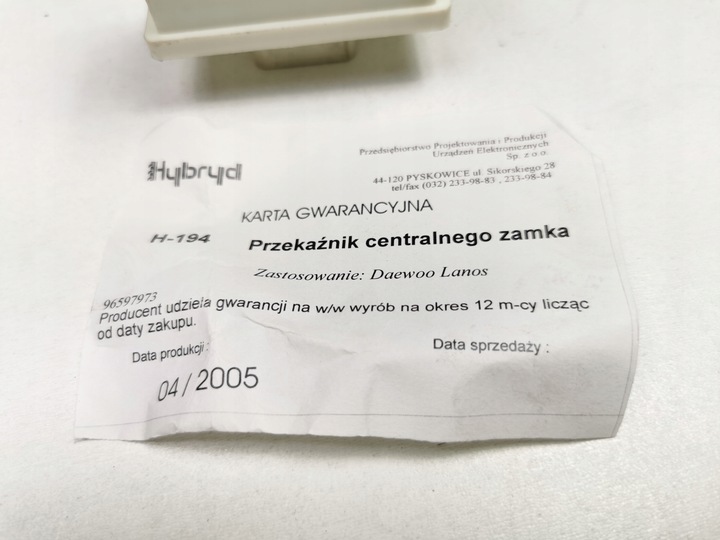 Hybryd
Przedsiębiorstwo Projektowania i Produkcji
Urządzeń Elektronicznych
Sp. z o.o.
44-120 PYSKOWICE ul. Sikorskiego 28
tel/fax (032) 233-98-83 , 233-98-84
KARTA GWARANCYJNA
H-194 Przekaźnik centralnego zamka
Zastosowanie: Daewoo Lanos
96597973
Producent udziela gwarancji na w/w wyrób na okres 12 m-cy licząc
od daty zakupu.
Data produkcji : Data sprzedaży :
04/2005